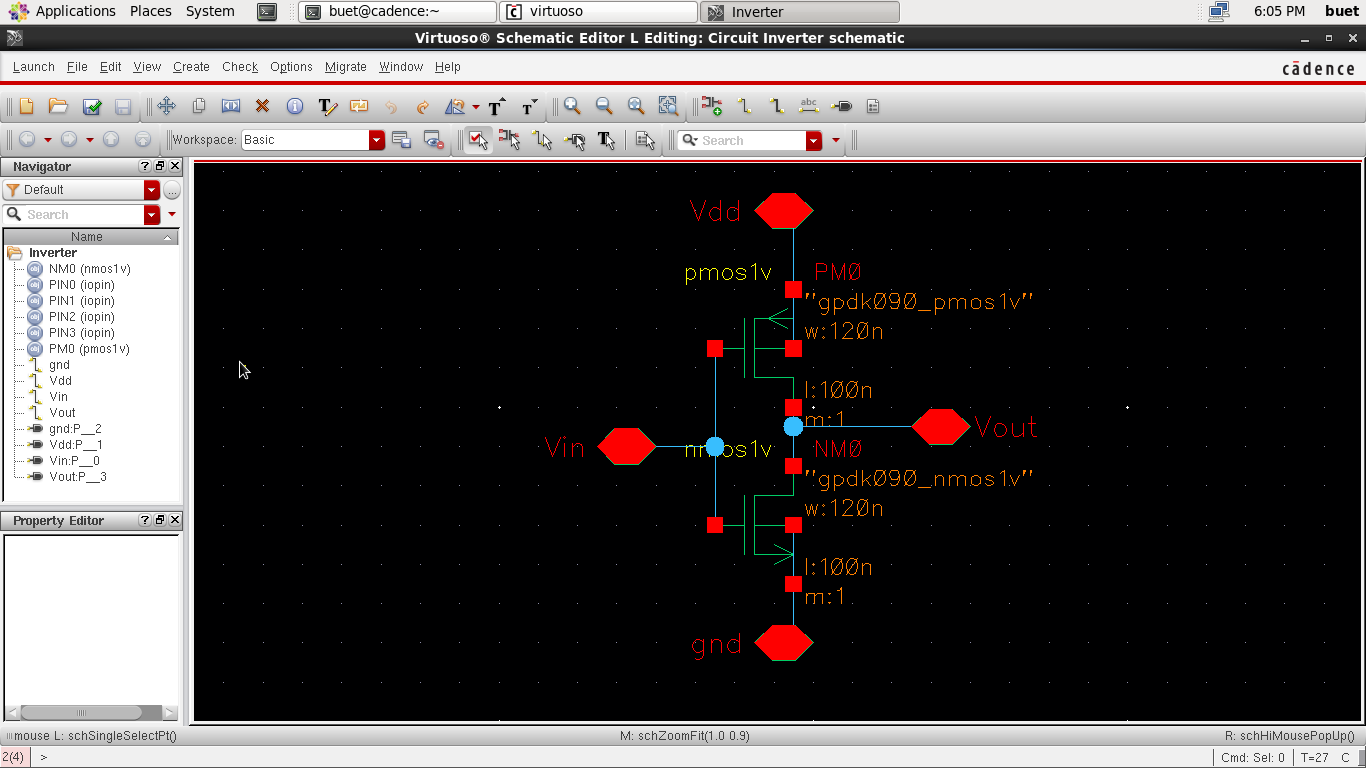 Applications Places System buet@cadence:~ virtuoso Inverter 6:05 PM buet
Virtuoso® Schematic Editor L Editing: Circuit Inverter schematic
Launch File Edit View Create Check Options Migrate Window Help cādence
abc
Workspace: Basic Search
Navigator
Default
Search
Name
Inverter
NM0 (nmos1v)
PIN0 (iopin)
PIN1 (iopin)
PIN2 (iopin)
PIN3 (iopin)
PM0 (pmos1v)
gnd
Vdd
Vin
Vout
gnd:P__2
Vdd:P__1
Vin:P__0
Vout:P__3
Property Editor
Vdd
pmos1v PM0
"gpdk090_pmos1v"
w:120n
l:100n
m:1
Vout
Vin
nmos1v NM0
"gpdk090_nmos1v"
w:120n
l:100n
m:1
gnd
mouse L: schSingleSelectPt() M: schZoomFit(1.0 0.9) R: schHiMousePopUp()
2(4) > Cmd: Sel: 0 T=27 C